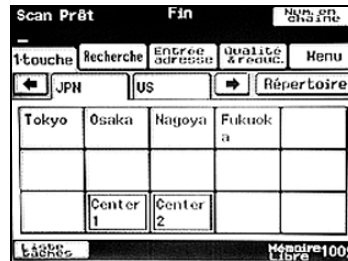 Scan Prêt Fin Num.en chaîne
1-touche Recherche Entrée adresse Qualité & réduc. Menu
JPN US Répertoire
Tokyo Osaka Nagoya Fukuok
a
Center Center
1 2
Liste tâches Mémoire Libre 100%